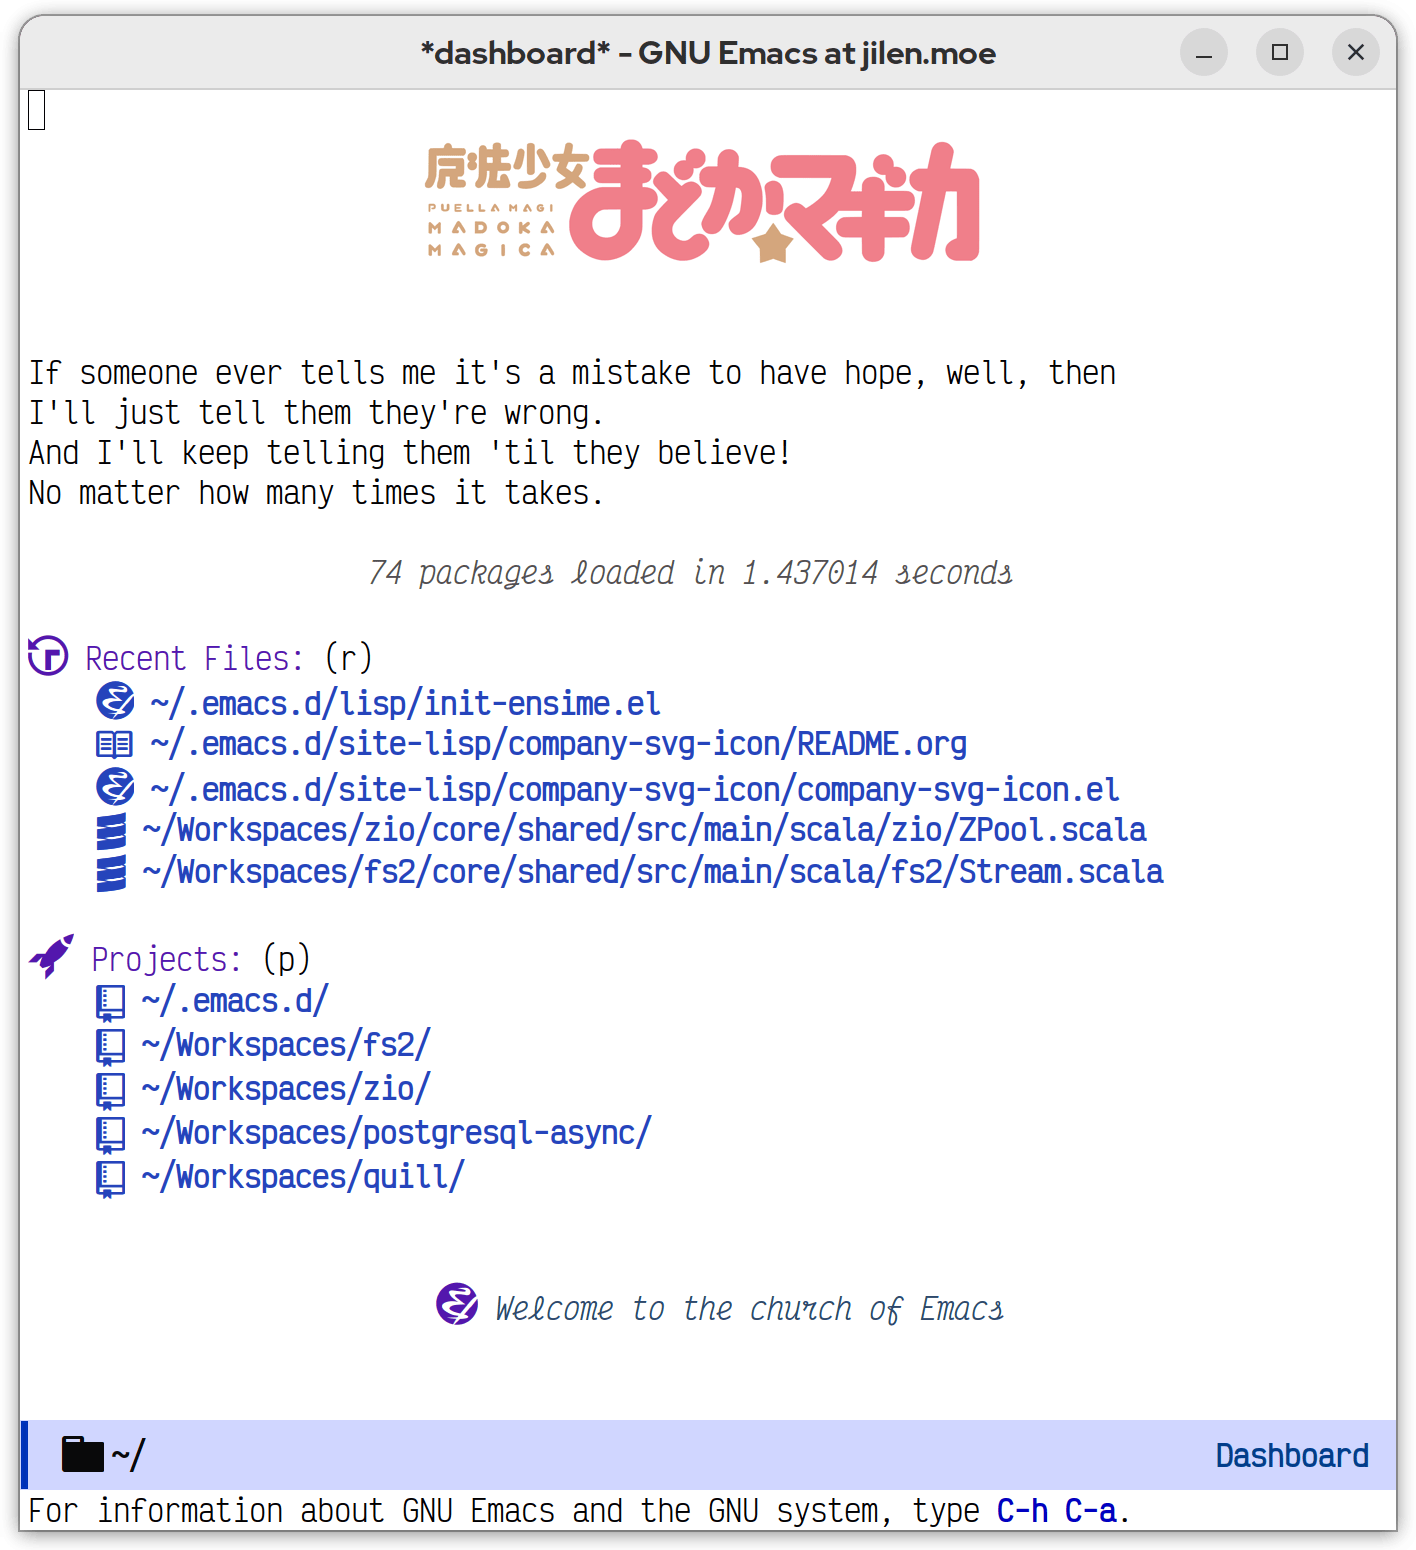 *dashboard* - GNU Emacs at jilen.moe
魔法少女まどか★マギカ
PUELLA MAGI
MADOKA
MAGICA
If someone ever tells me it's a mistake to have hope, well, then
I'll just tell them they're wrong.
And I'll keep telling them 'til they believe!
No matter how many times it takes.
74 packages loaded in 1.437014 seconds
Recent Files: (r)
~/.emacs.d/lisp/init-ensime.el
~/.emacs.d/site-lisp/company-svg-icon/README.org
~/.emacs.d/site-lisp/company-svg-icon/company-svg-icon.el
~/Workspaces/zio/core/shared/src/main/scala/zio/ZPool.scala
~/Workspaces/fs2/core/shared/src/main/scala/fs2/Stream.scala
Projects: (p)
~/.emacs.d/
~/Workspaces/fs2/
~/Workspaces/zio/
~/Workspaces/postgresql-async/
~/Workspaces/quill/
Welcome to the church of Emacs
~/ Dashboard
For information about GNU Emacs and the GNU system, type C-h C-a.